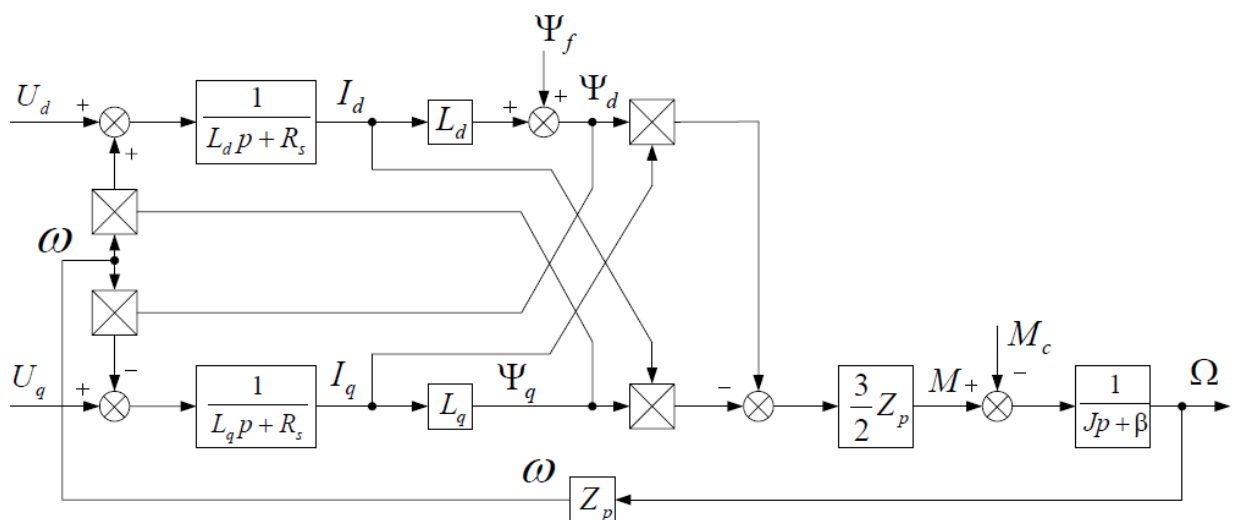 Ψ_f
U_d + 1 / (L_d p + R_s) I_d L_d + + Ψ_d
+
ω
−
U_q + 1 / (L_q p + R_s) I_q L_q Ψ_q − 3/2 Z_p M + − M_c 1 / (Jp + β) Ω
ω Z_p